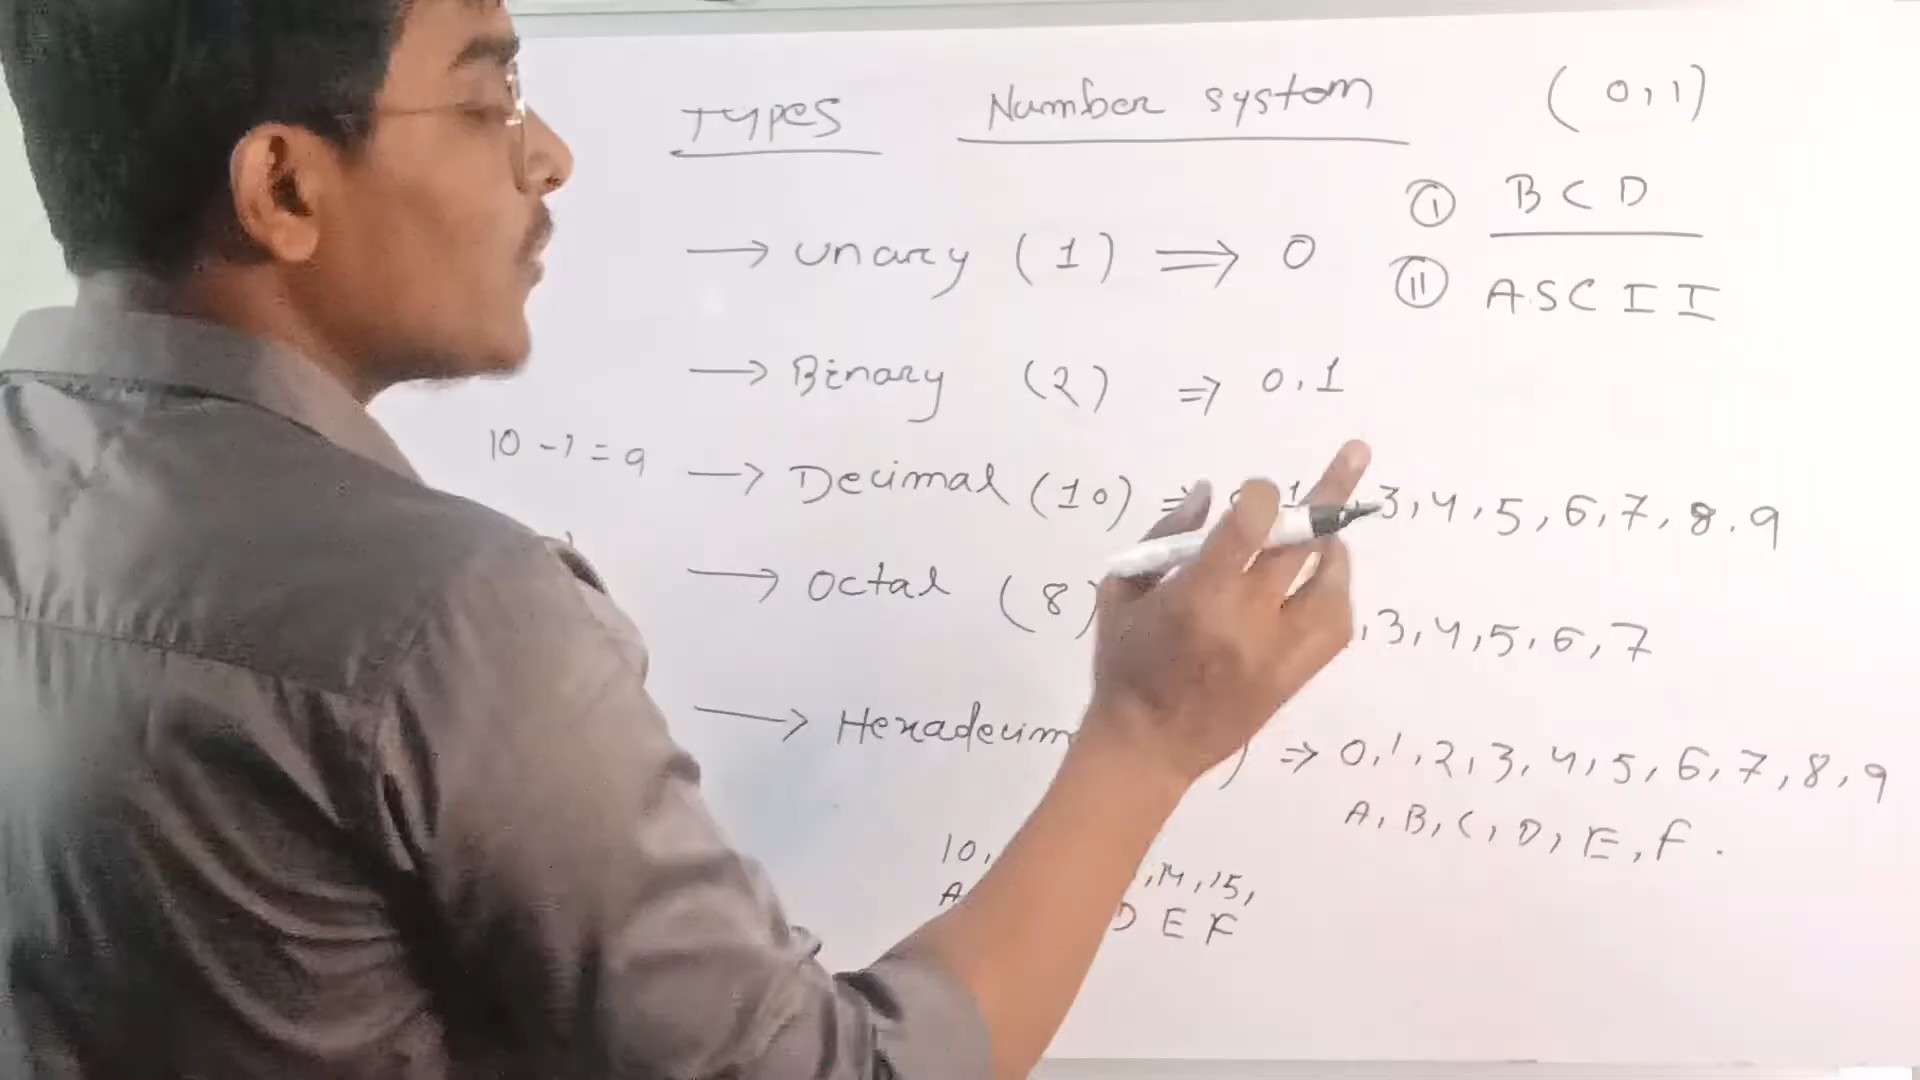 TYPES Number system (0,1)
① BCD
→ unary (1) ⇒ 0
⑪ ASCII
→ Binary (2) ⇒ 0,1
10 - 1 = 9
→ Decimal (10) ⇒ 1 3,4,5,6,7,8.9
→ Octal (8) ,3,4,5,6,7
→ Hexadecim ) ⇒ 0,1,2,3,4,5,6,7,8,9
A, B, C, D, E, F.
10, ,14,15,
A D E F